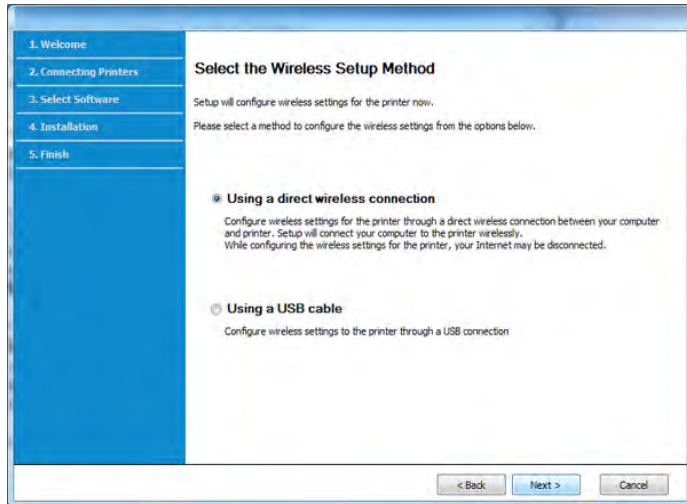 1. Welcome
2. Connecting Printers
3. Select Software
4. Installation
5. Finish
Select the Wireless Setup Method
Setup will configure wireless settings for the printer now.
Please select a method to configure the wireless settings from the options below.
Using a direct wireless connection
Configure wireless settings for the printer through a direct wireless connection between your computer
and printer. Setup will connect your computer to the printer wirelessly.
While configuring the wireless settings for the printer, your Internet may be disconnected.
Using a USB cable
Configure wireless settings to the printer through a USB connection
< Back Next > Cancel